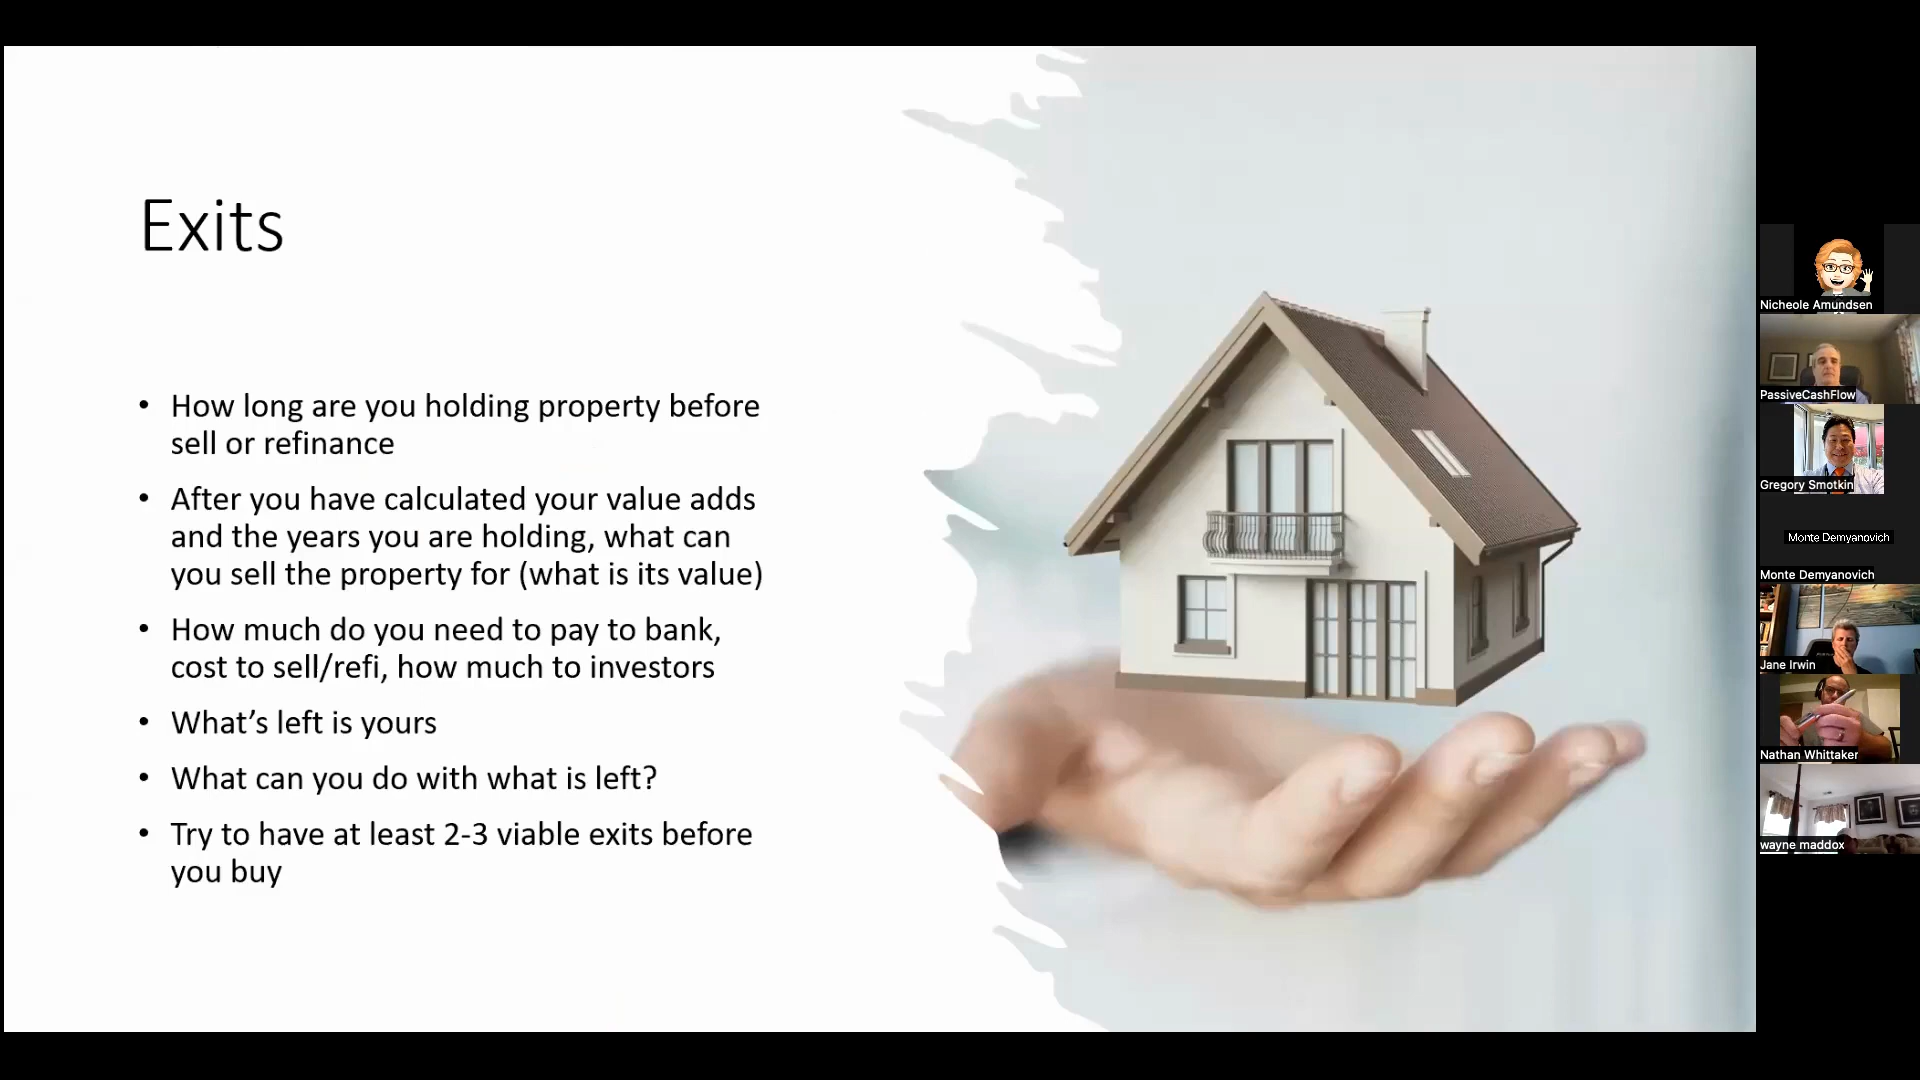 Exits
• How long are you holding property before
sell or refinance
• After you have calculated your value adds
and the years you are holding, what can
you sell the property for (what is its value)
• How much do you need to pay to bank,
cost to sell/refi, how much to investors
• What’s left is yours
• What can you do with what is left?
• Try to have at least 2-3 viable exits before
you buy
Nicheole Amundsen
PassiveCashFlow
Gregory Smotkin
Monte Demyanovich
Monte Demyanovich
Jane Irwin
Nathan Whittaker
wayne maddox